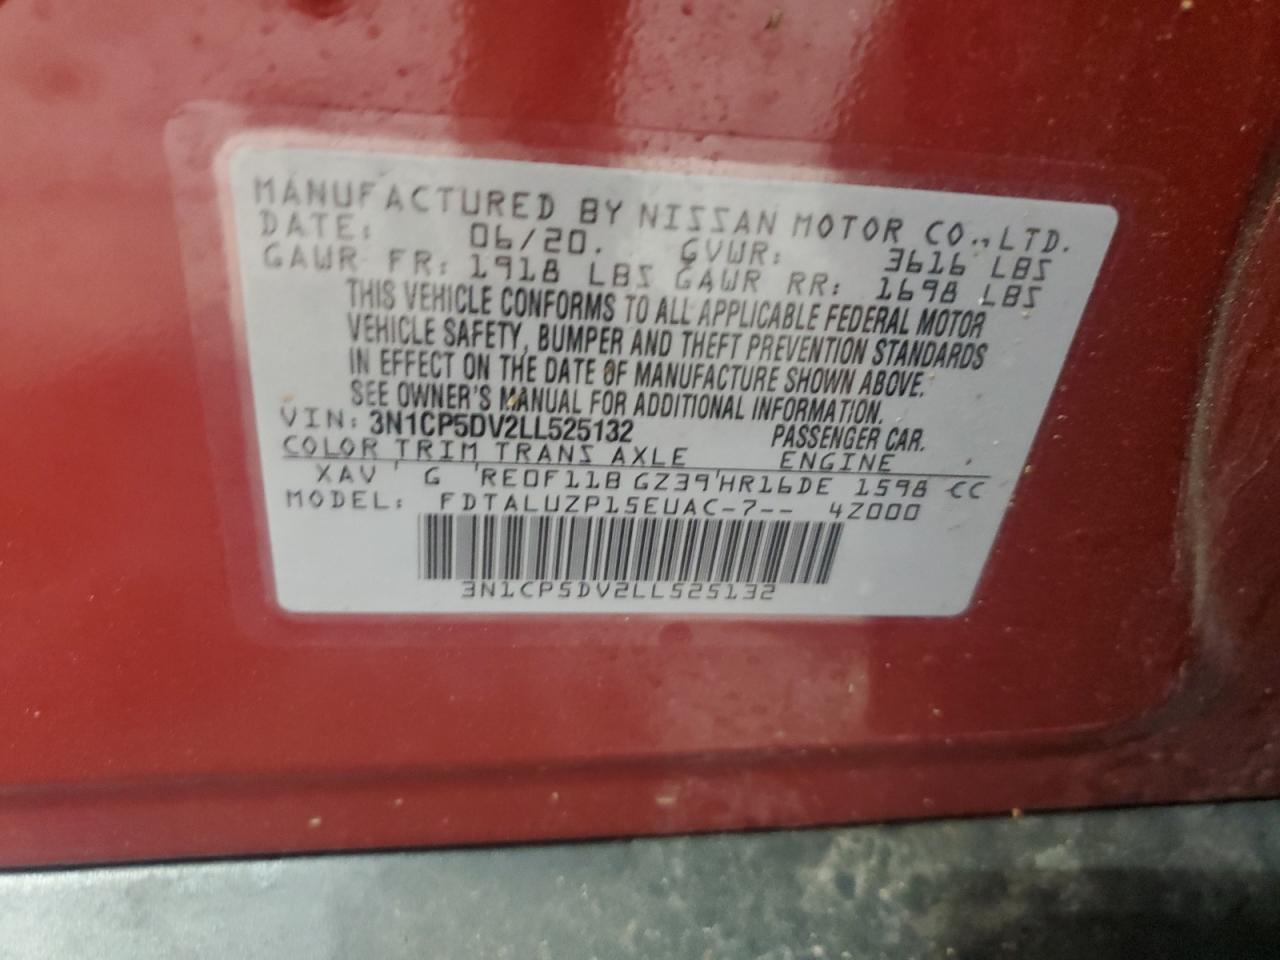 MANUFACTURED BY NISSAN MOTOR CO., LTD.
DATE: 06/20. GVWR: 3616 LBS
GAWR FR: 1918 LBS GAWR RR: 1698 LBS
THIS VEHICLE CONFORMS TO ALL APPLICABLE FEDERAL MOTOR
VEHICLE SAFETY, BUMPER AND THEFT PREVENTION STANDARDS
IN EFFECT ON THE DATE OF MANUFACTURE SHOWN ABOVE.
SEE OWNER'S MANUAL FOR ADDITIONAL INFORMATION.
VIN: 3N1CP5DV2LL525132 PASSENGER CAR.
COLOR TRIM TRANS AXLE ENGINE
XAV G RE0F11B GZ39 HR16DE 1598 CC
MODEL: FDTALUZP15EUAC-7-- 4Z000
3N1CP5DV2LL525132